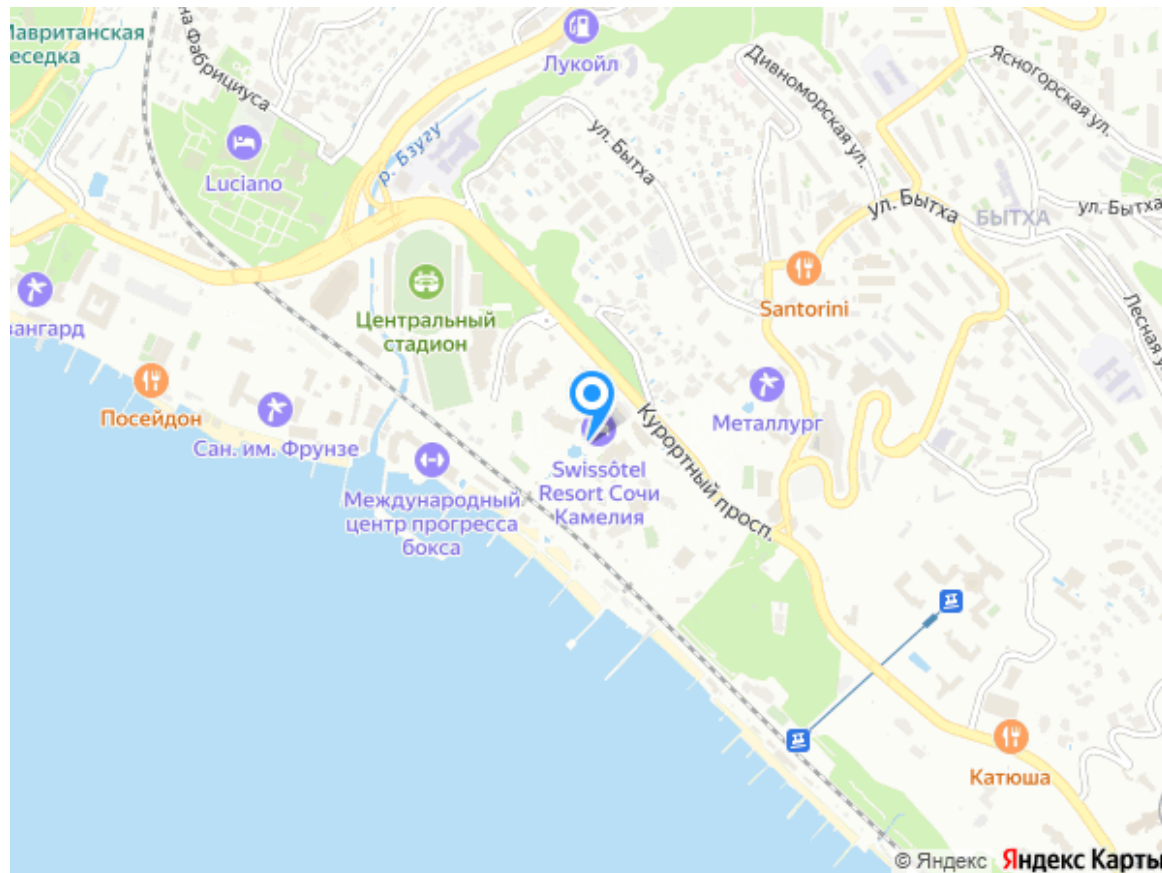 Мавританская
беседка
на Фабрициуса
Лукойл
Дивноморская ул.
Ясногорская ул.
р. Бзугу
ул. Бытха
Luciano
ул. Бытха
БЫТХА
ул. Бытха
Santorini
Центральный
стадион
вангард
Лесная у
Посейдон
Металлург
Курортный просп.
Сан. им. Фрунзе
Swissôtel
Resort Сочи
Камелия
Международный
центр прогресса
бокса
Катюша
© Яндекс Яндекс Карты